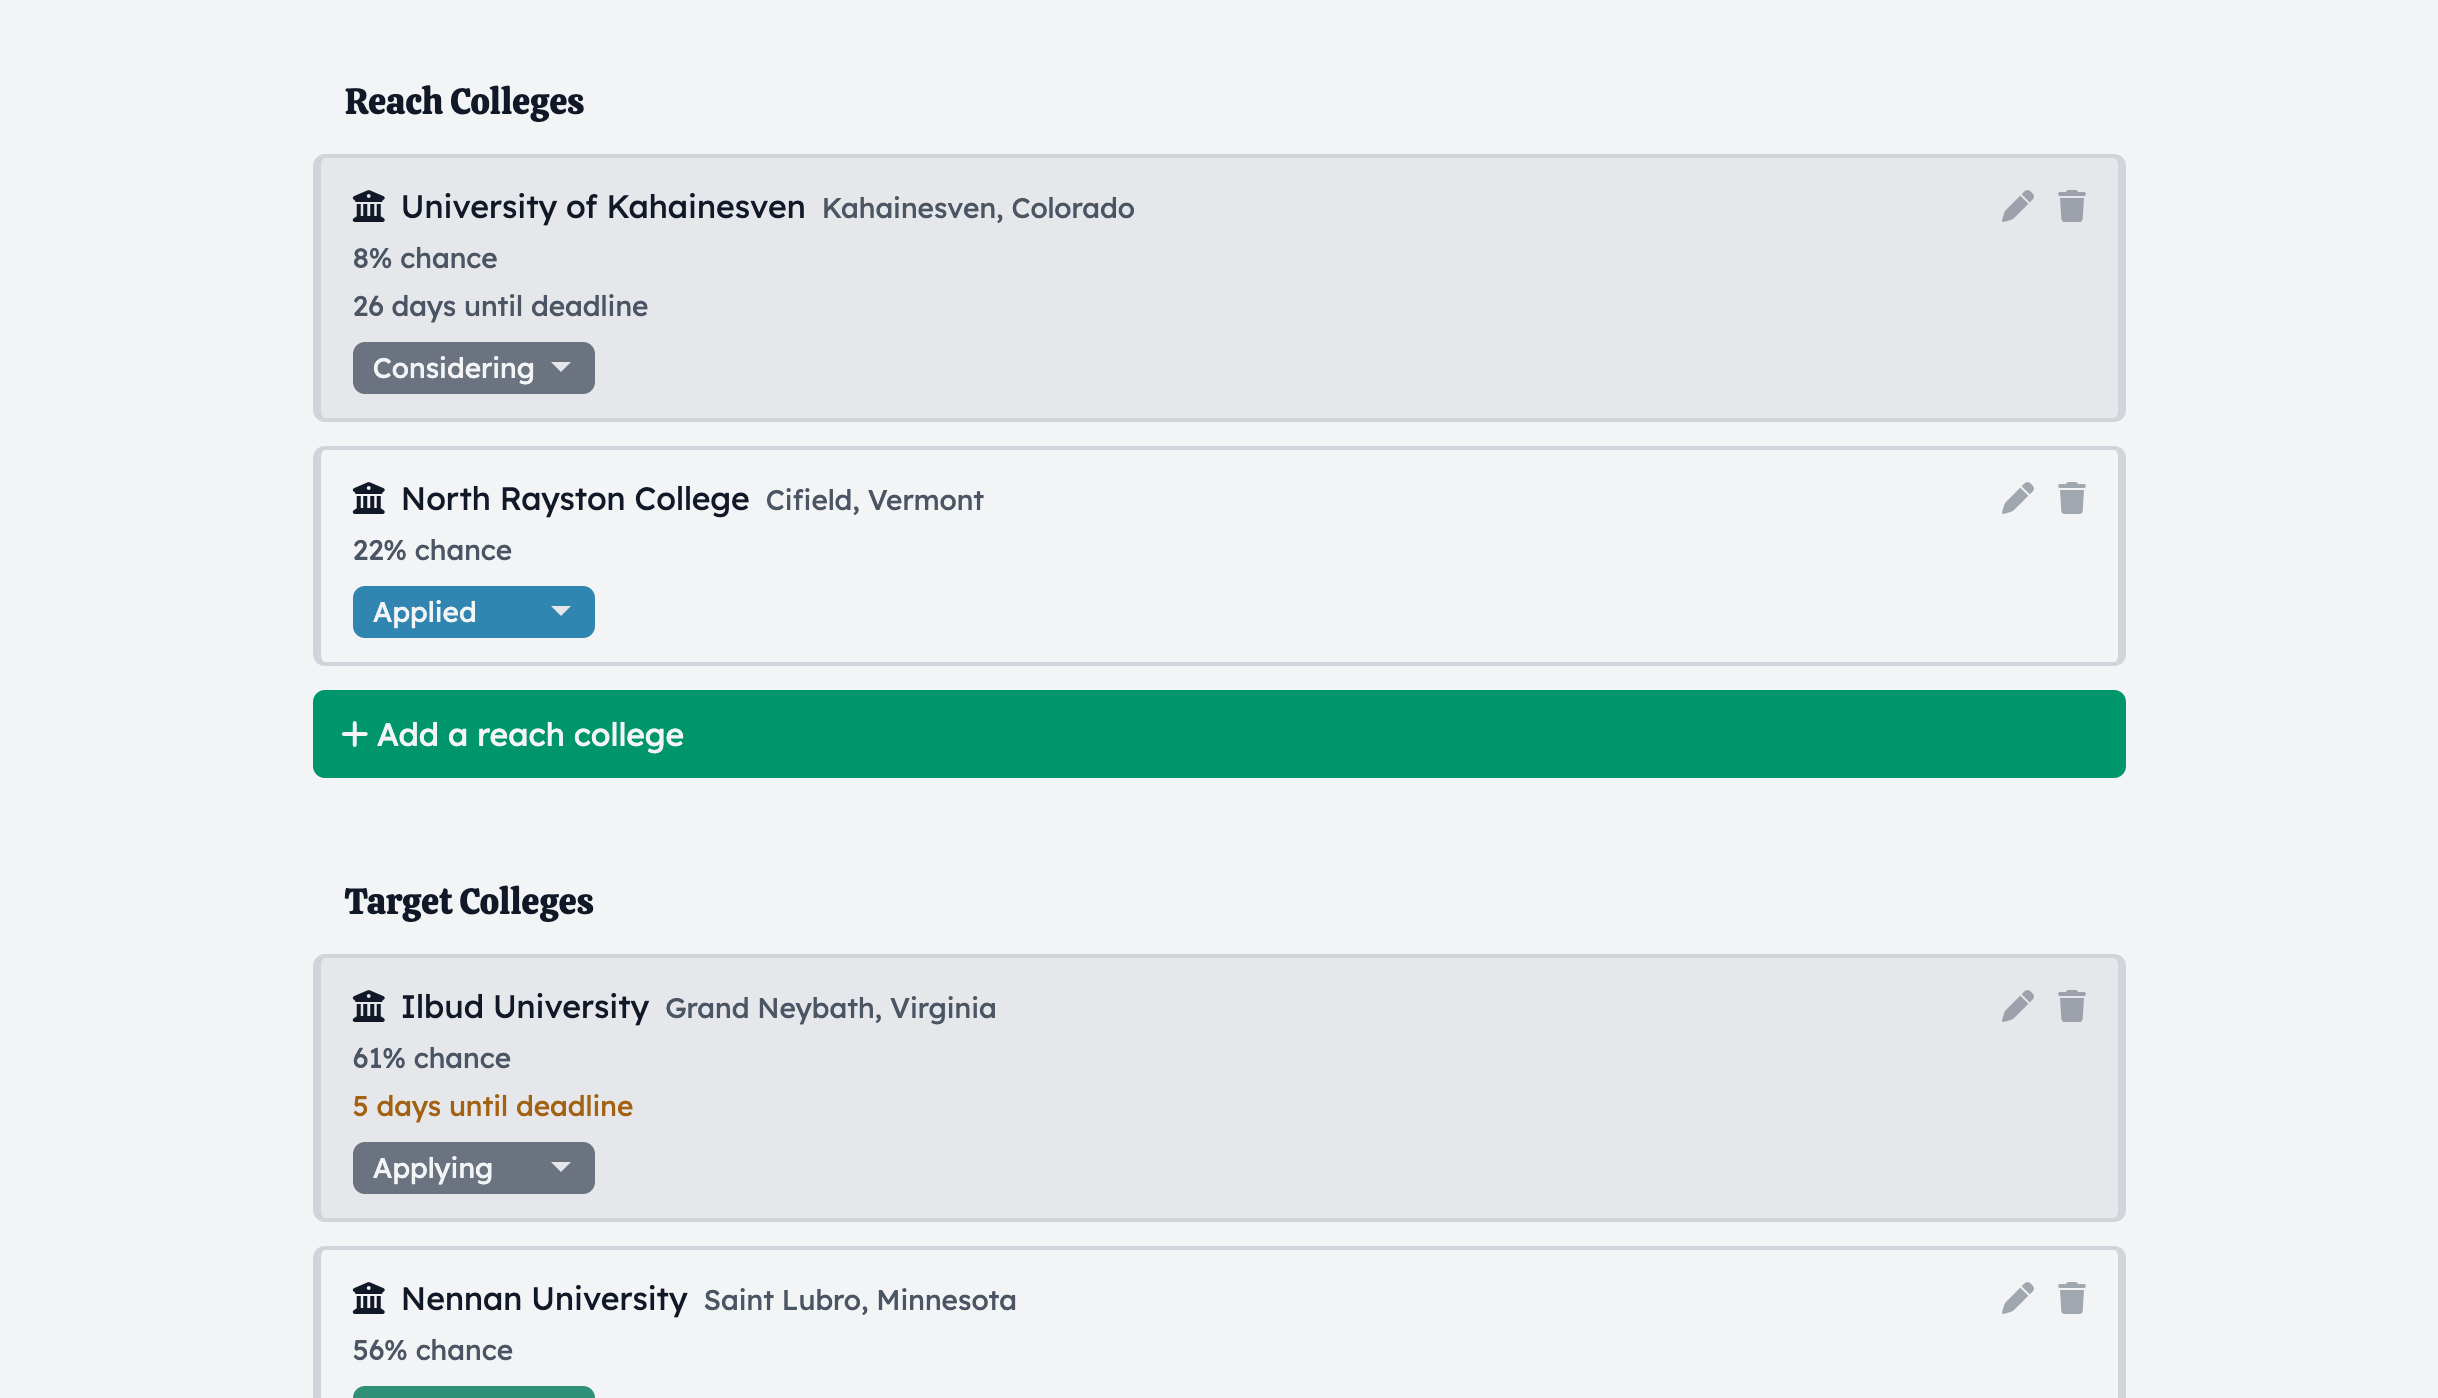 Reach Colleges
University of Kahainesven Kahainesven, Colorado
8% chance
26 days until deadline
Considering
North Rayston College Cifield, Vermont
22% chance
Applied
+ Add a reach college
Target Colleges
Ilbud University Grand Neybath, Virginia
61% chance
5 days until deadline
Applying
Nennan University Saint Lubro, Minnesota
56% chance